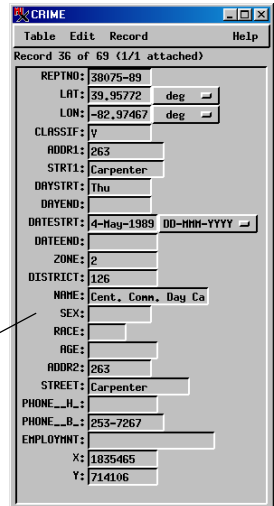 CRIME
Table Edit Record Help
Record 36 of 69 (1/1 attached)
REPTNO: 38075-89
LAT: 39.95772 deg
LON: -82.97467 deg
CLASSIF: V
ADDR1: 263
STRT1: Carpenter
DAYSTRT: Thu
DAYEND:
DATESTRT: 4-May-1989 DD-MMM-YYYY
DATEEND:
ZONE: 2
DISTRICT: 126
NAME: Cent. Comm. Day Ca
SEX:
RACE:
AGE:
ADDR2: 263
STREET: Carpenter
PHONE__H_:
PHONE__B_: 253-7267
EMPLOYMNT:
X: 1835465
Y: 714106